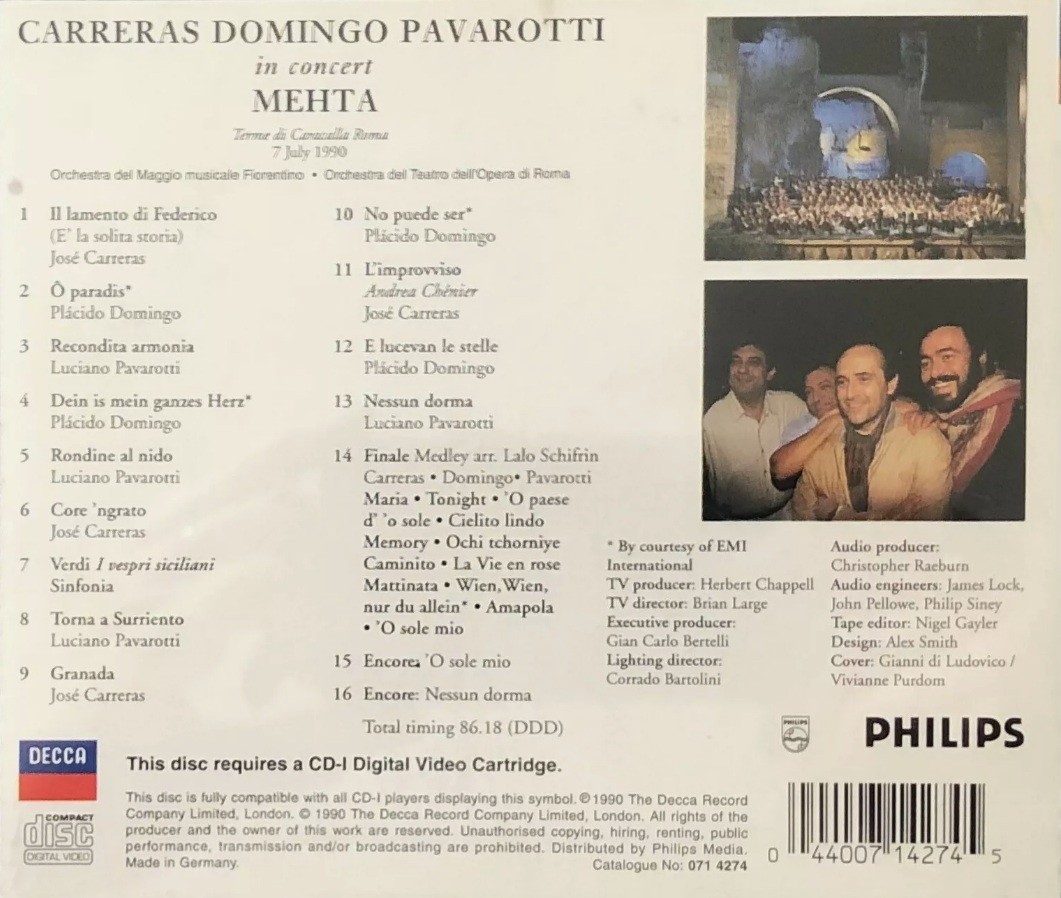 CARRERAS DOMINGO PAVAROTTI
in concert
MEHTA
Terme di Caracalla Roma
7 July 1990
Orchestra del Maggio musicale Fiorentino • Orchestra dell Teatro dell'Opera di Roma
1 Il lamento di Federico
(E' la solita storia)
José Carreras
2 Ô paradis*
Plácido Domingo
3 Recondita armonia
Luciano Pavarotti
4 Dein is mein ganzes Herz*
Plácido Domingo
5 Rondine al nido
Luciano Pavarotti
6 Core 'ngrato
José Carreras
7 Verdi I vespri siciliani
Sinfonia
8 Torna a Surriento
Luciano Pavarotti
9 Granada
José Carreras
10 No puede ser*
Plácido Domingo
11 L'improvviso
Andrea Chénier
José Carreras
12 E lucevan le stelle
Plácido Domingo
13 Nessun dorma
Luciano Pavarotti
14 Finale Medley arr. Lalo Schifrin
Carreras • Domingo • Pavarotti
Maria • Tonight • 'O paese
d' 'o sole • Cielito lindo
Memory • Ochi tchorniye
Caminito • La Vie en rose
Mattinata • Wien, Wien,
nur du allein* • Amapola
• 'O sole mio
15 Encore: 'O sole mio
16 Encore: Nessun dorma
Total timing 86.18 (DDD)
* By courtesy of EMI
International
TV producer: Herbert Chappell
TV director: Brian Large
Executive producer:
Gian Carlo Bertelli
Lighting director:
Corrado Bartolini
Audio producer:
Christopher Raeburn
Audio engineers: James Lock,
John Pellowe, Philip Siney
Tape editor: Nigel Gayler
Design: Alex Smith
Cover: Gianni di Ludovico /
Vivianne Purdom
PHILIPS
PHILIPS
DECCA
This disc requires a CD-I Digital Video Cartridge.
COMPACT
disc
DIGITAL VIDEO
This disc is fully compatible with all CD-I players displaying this symbol. ℗ 1990 The Decca Record
Company Limited, London. © 1990 The Decca Record Company Limited, London. All rights of the
producer and the owner of this work are reserved. Unauthorised copying, hiring, renting, public
performance, transmission and/or broadcasting are prohibited. Distributed by Philips Media.
Made in Germany. Catalogue No: 071 4274
0 44007 14274 5